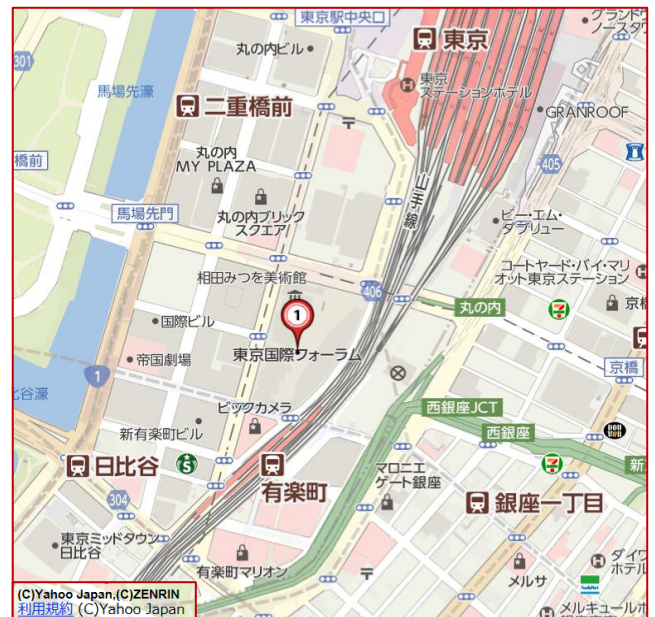 東京駅中央口
グランドウ
ノースタワ
301
丸の内ビル
東京
馬場先濠
東京
ステーションホテル
二重橋前
GRANROOF
丸の内
MY PLAZA
405
橋前
山手線
馬場先門
丸の内ブリック
スクエア
ビー・エム・
ダブリュー
相田みつを美術館
コートヤード・バイ・マリ
オット東京ステーション
406
丸の内
国際ビル
1
京橋
東京国際フォーラム
帝国劇場
京橋
1
比谷濠
ビックカメラ
西銀座JCT
新有楽町ビル
西銀座
日比谷
有楽町
マロニエ
ゲート銀座
新
304
銀座一丁目
東京ミッドタウン
日比谷
有楽町マリオン
メルサ
ダイワ
ホテル
FamilyMart
メルキュールホ
(C)Yahoo Japan,(C)ZENRIN
利用規約 (C)Yahoo Japan